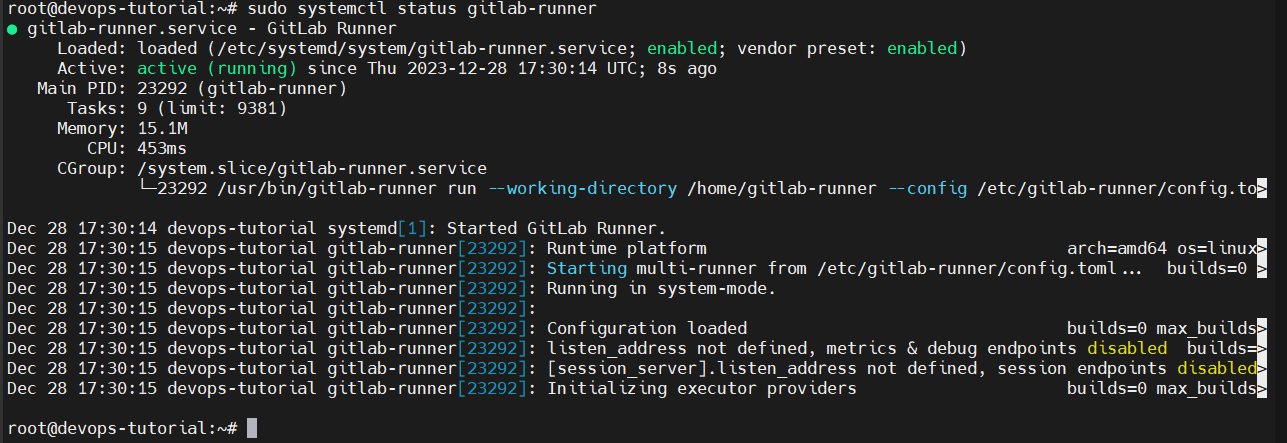 root@devops-tutorial:~# sudo systemctl status gitlab-runner
● gitlab-runner.service - GitLab Runner
     Loaded: loaded (/etc/systemd/system/gitlab-runner.service; enabled; vendor preset: enabled)
     Active: active (running) since Thu 2023-12-28 17:30:14 UTC; 8s ago
   Main PID: 23292 (gitlab-runner)
      Tasks: 9 (limit: 9381)
     Memory: 15.1M
        CPU: 453ms
     CGroup: /system.slice/gitlab-runner.service
             └─23292 /usr/bin/gitlab-runner run --working-directory /home/gitlab-runner --config /etc/gitlab-runner/config.to>

Dec 28 17:30:14 devops-tutorial systemd[1]: Started GitLab Runner.
Dec 28 17:30:15 devops-tutorial gitlab-runner[23292]: Runtime platform                                    arch=amd64 os=linux>
Dec 28 17:30:15 devops-tutorial gitlab-runner[23292]: Starting multi-runner from /etc/gitlab-runner/config.toml...  builds=0 >
Dec 28 17:30:15 devops-tutorial gitlab-runner[23292]: Running in system-mode.
Dec 28 17:30:15 devops-tutorial gitlab-runner[23292]:
Dec 28 17:30:15 devops-tutorial gitlab-runner[23292]: Configuration loaded                                builds=0 max_builds>
Dec 28 17:30:15 devops-tutorial gitlab-runner[23292]: listen_address not defined, metrics & debug endpoints disabled  builds=>
Dec 28 17:30:15 devops-tutorial gitlab-runner[23292]: [session_server].listen_address not defined, session endpoints disabled>
Dec 28 17:30:15 devops-tutorial gitlab-runner[23292]: Initializing executor providers                     builds=0 max_builds>

root@devops-tutorial:~#